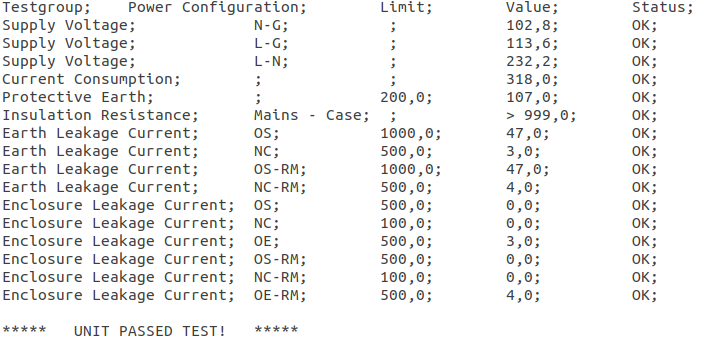 Testgroup;    Power Configuration;        Limit;        Value;        Status;
Supply Voltage;             N-G;           ;            102,8;        OK;
Supply Voltage;             L-G;           ;            113,6;        OK;
Supply Voltage;             L-N;           ;            232,2;        OK;
Current Consumption;        ;              ;            318,0;        OK;
Protective Earth;           ;             200,0;        107,0;        OK;
Insulation Resistance;      Mains - Case;  ;            > 999,0;      OK;
Earth Leakage Current;      OS;           1000,0;       47,0;         OK;
Earth Leakage Current;      NC;           500,0;        3,0;          OK;
Earth Leakage Current;      OS-RM;        1000,0;       47,0;         OK;
Earth Leakage Current;      NC-RM;        500,0;        4,0;          OK;
Enclosure Leakage Current;  OS;           500,0;        0,0;          OK;
Enclosure Leakage Current;  NC;           100,0;        0,0;          OK;
Enclosure Leakage Current;  OE;           500,0;        3,0;          OK;
Enclosure Leakage Current;  OS-RM;        500,0;        0,0;          OK;
Enclosure Leakage Current;  NC-RM;        100,0;        0,0;          OK;
Enclosure Leakage Current;  OE-RM;        500,0;        4,0;          OK;
*****   UNIT PASSED TEST!   *****